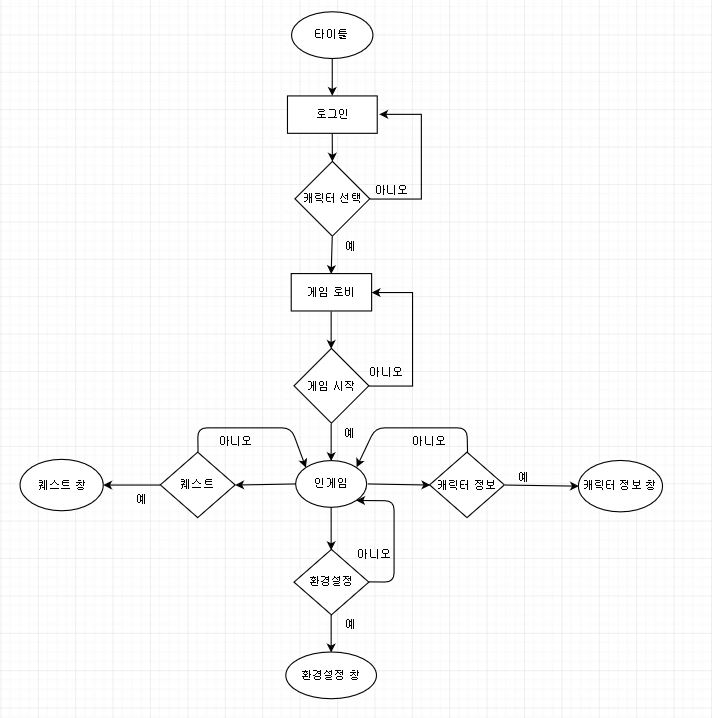 타이틀
로그인
캐릭터 선택
아니오
예
게임 로비
게임 시작
아니오
예
아니오
아니오
퀘스트 창
예
퀘스트
인게임
캐릭터 정보
예
캐릭터 정보 창
아니오
환경설정
예
환경설정 창